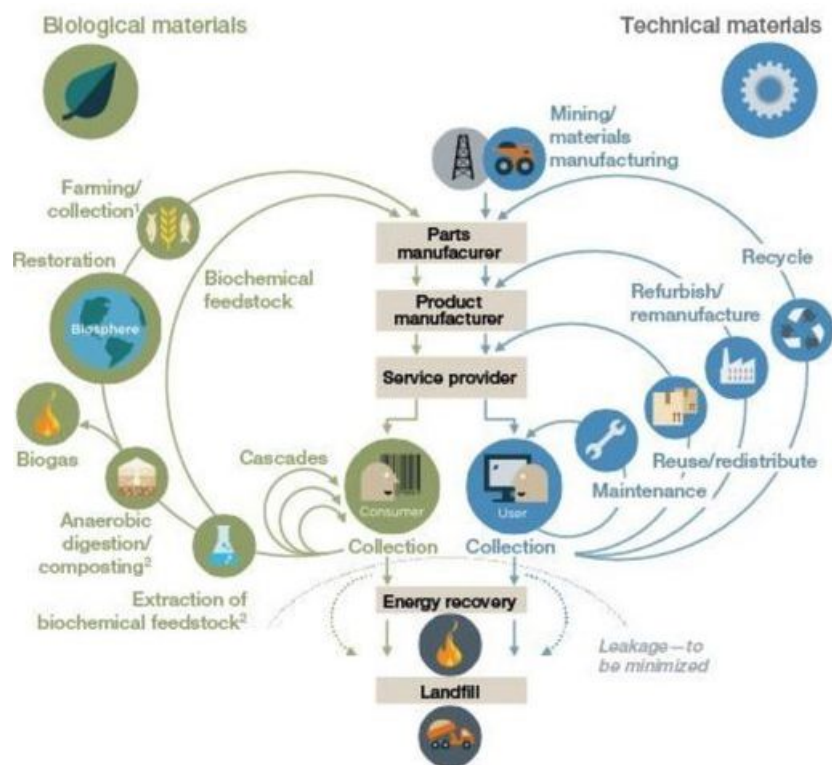 Biological materials
Technical materials
Mining/
materials
manufacturing
Farming/
collection¹
Restoration
Biosphere
Biochemical
feedstock
Parts
manufacurer
Recycle
Refurbish/
remanufacture
Product
manufacturer
Service provider
Biogas
Cascades
Consumer
User
Reuse/redistribute
Maintenance
Anaerobic
digestion/
composting²
Collection
Collection
Extraction of
biochemical feedstock²
Energy recovery
Leakage—to
be minimized
Landfill